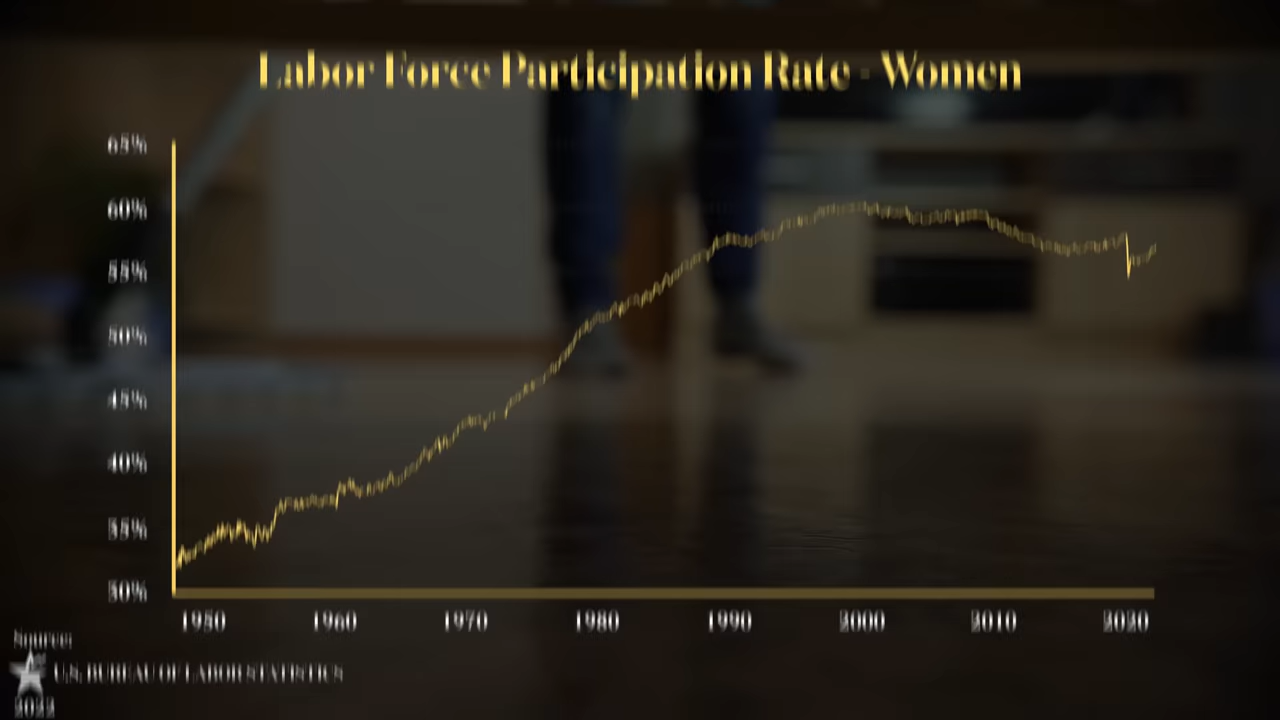 Labor Force Participation Rate - Women
65%
60%
55%
50%
45%
40%
35%
30%
1950 1960 1970 1980 1990 2000 2010 2020
Source:
U.S. BUREAU OF LABOR STATISTICS
2022